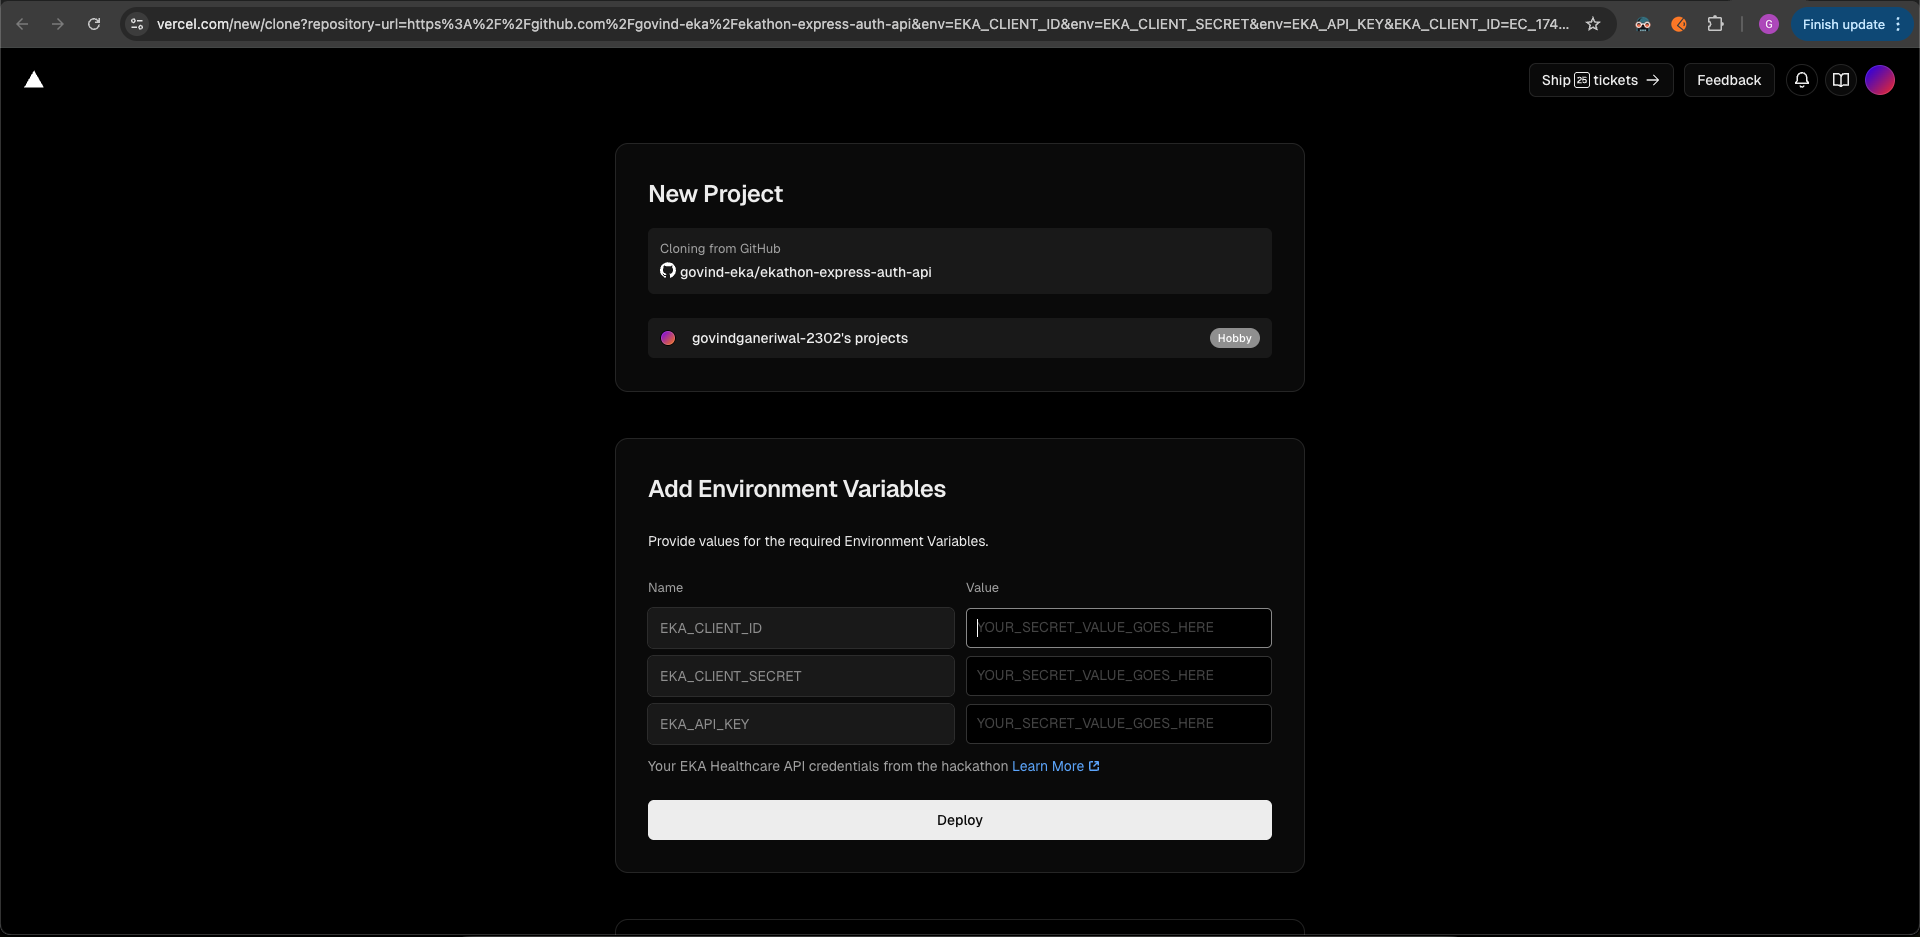 vercel.com/new/clone?repository-url=https%3A%2F%2Fgithub.com%2Fgovind-eka%2Fekathon-express-auth-api&env=EKA_CLIENT_ID&env=EKA_CLIENT_SECRET&env=EKA_API_KEY&EKA_CLIENT_ID=EC_174...
G
Finish update
Ship 25 tickets →
Feedback
New Project
Cloning from GitHub
govind-eka/ekathon-express-auth-api
govindganeriwal-2302's projects
Hobby
Add Environment Variables
Provide values for the required Environment Variables.
Name
Value
EKA_CLIENT_ID
YOUR_SECRET_VALUE_GOES_HERE
EKA_CLIENT_SECRET
YOUR_SECRET_VALUE_GOES_HERE
EKA_API_KEY
YOUR_SECRET_VALUE_GOES_HERE
Your EKA Healthcare API credentials from the hackathon Learn More
Deploy